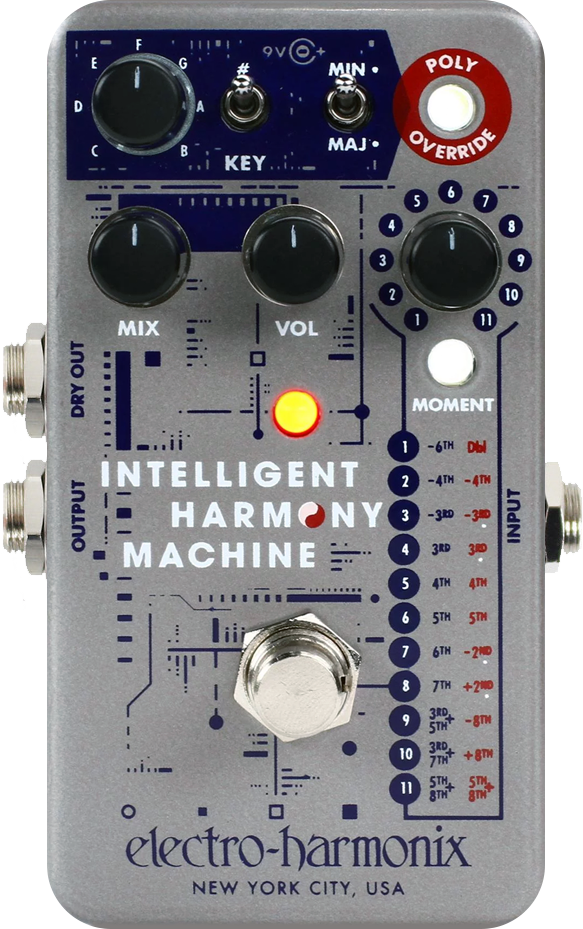 F
E
G
D
A
C
B
KEY
#
9V +
MIN
MAJ
POLY
OVERRIDE
MIX
VOL
1
2
3
4
5
6
7
8
9
10
11
MOMENT
DRY OUT
OUTPUT
INPUT
INTELLIGENT
HARMONY
MACHINE
1 -6TH Dbl
2 -4TH -4TH
3 -3RD -3RD
4 3RD 3RD
5 4TH 4TH
6 5TH 5TH
7 6TH -2ND
8 7TH +2ND
9 3RD+ 5TH -8TH
10 3RD+ 7TH +8TH
11 5TH+ 8TH 5TH+ 8TH
electro-harmonix
NEW YORK CITY, USA